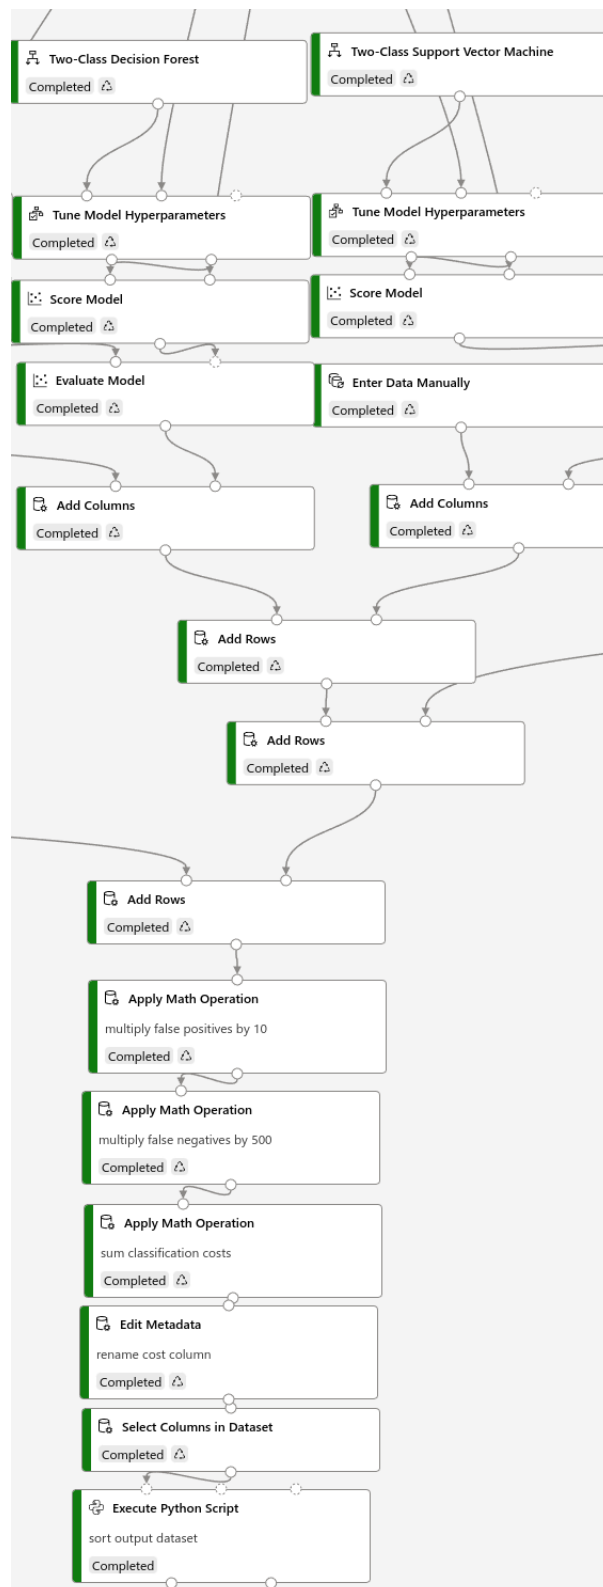 Two-Class Decision Forest
Completed
Two-Class Support Vector Machine
Completed
Tune Model Hyperparameters
Completed
Tune Model Hyperparameters
Completed
Score Model
Completed
Score Model
Completed
Evaluate Model
Completed
Enter Data Manually
Completed
Add Columns
Completed
Add Columns
Completed
Add Rows
Completed
Add Rows
Completed
Add Rows
Completed
Apply Math Operation
multiply false positives by 10
Completed
Apply Math Operation
multiply false negatives by 500
Completed
Apply Math Operation
sum classification costs
Completed
Edit Metadata
rename cost column
Completed
Select Columns in Dataset
Completed
Execute Python Script
sort output dataset
Completed